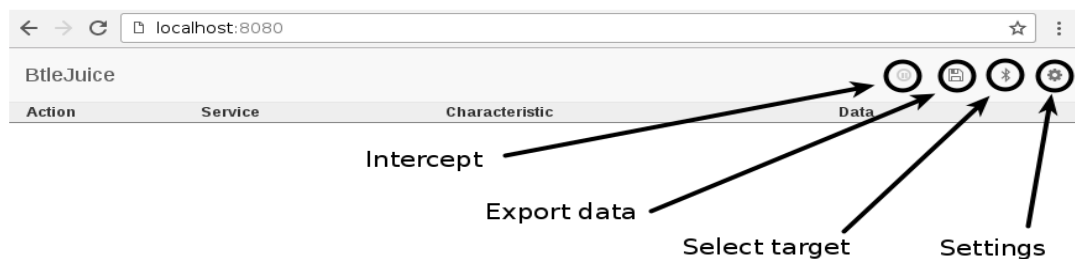 localhost:8080
BtleJuice
Action Service Characteristic Data
Intercept
Export data
Select target
Settings